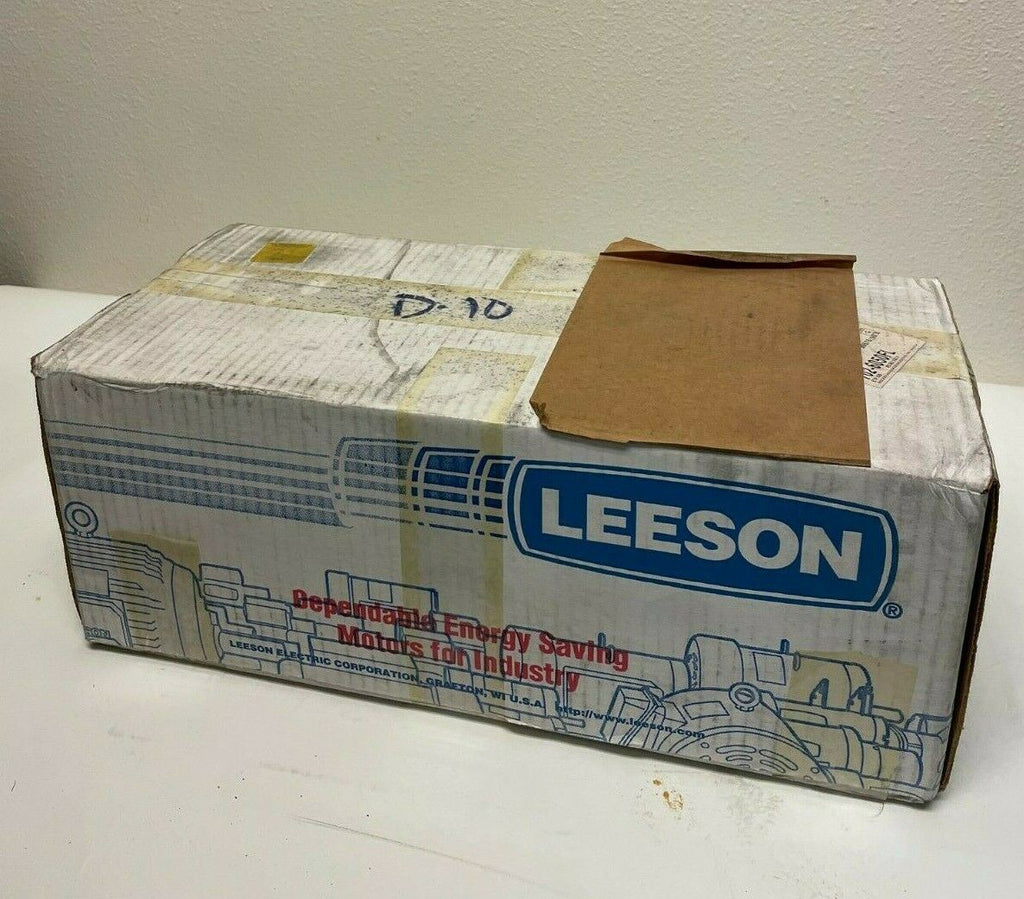 D-10
LEESON®
Dependable Energy Saving
Motors for Industry
LEESON ELECTRIC CORPORATION, GRAFTON, WI U.S.A. http://www.leeson.com